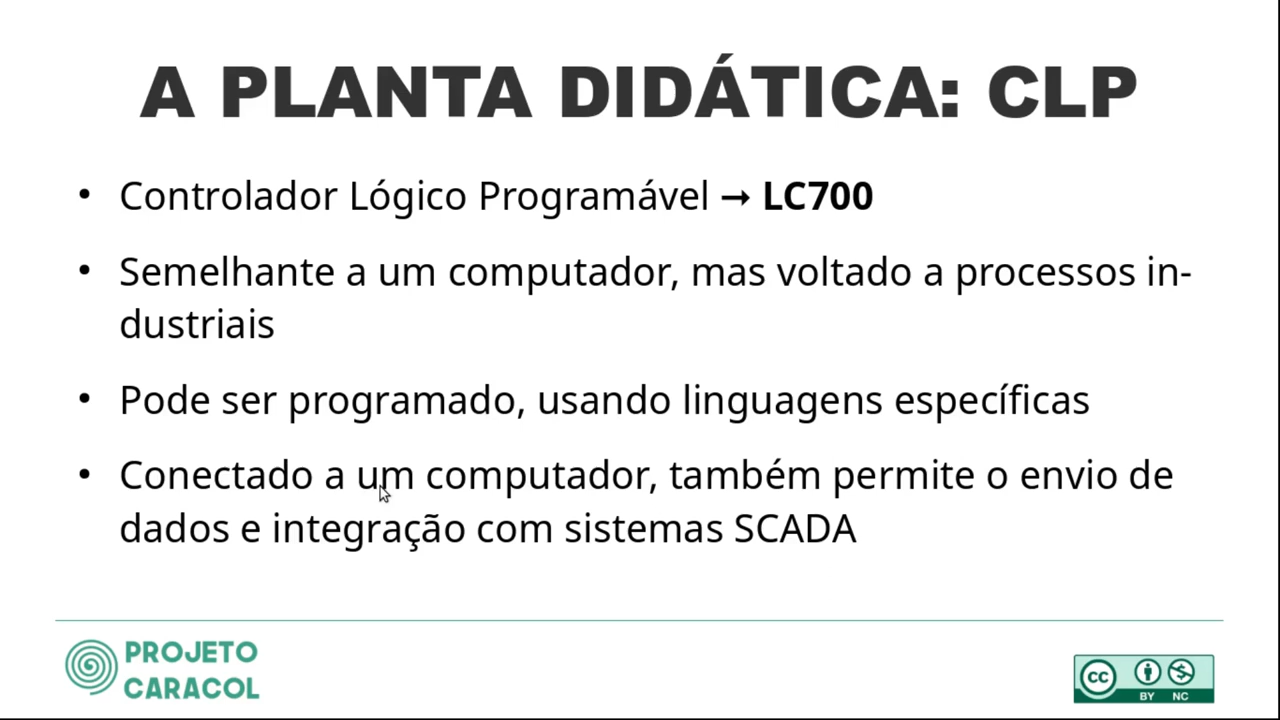 A PLANTA DIDÁTICA: CLP
• Controlador Lógico Programável → LC700
• Semelhante a um computador, mas voltado a processos in-
dustriais
• Pode ser programado, usando linguagens específicas
• Conectado a um computador, também permite o envio de
dados e integração com sistemas SCADA
PROJETO
CARACOL
cc
BY NC